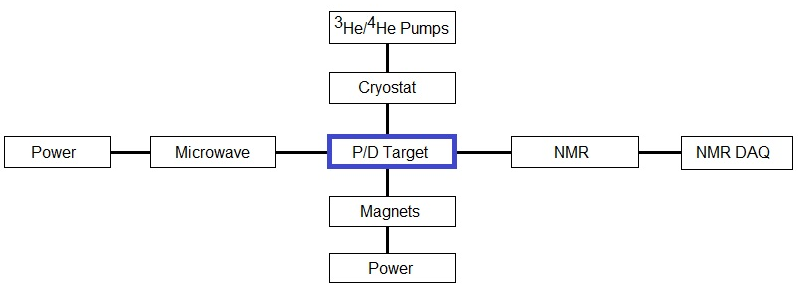 ³He/⁴He Pumps
Cryostat
Power
Microwave
P/D Target
NMR
NMR DAQ
Magnets
Power